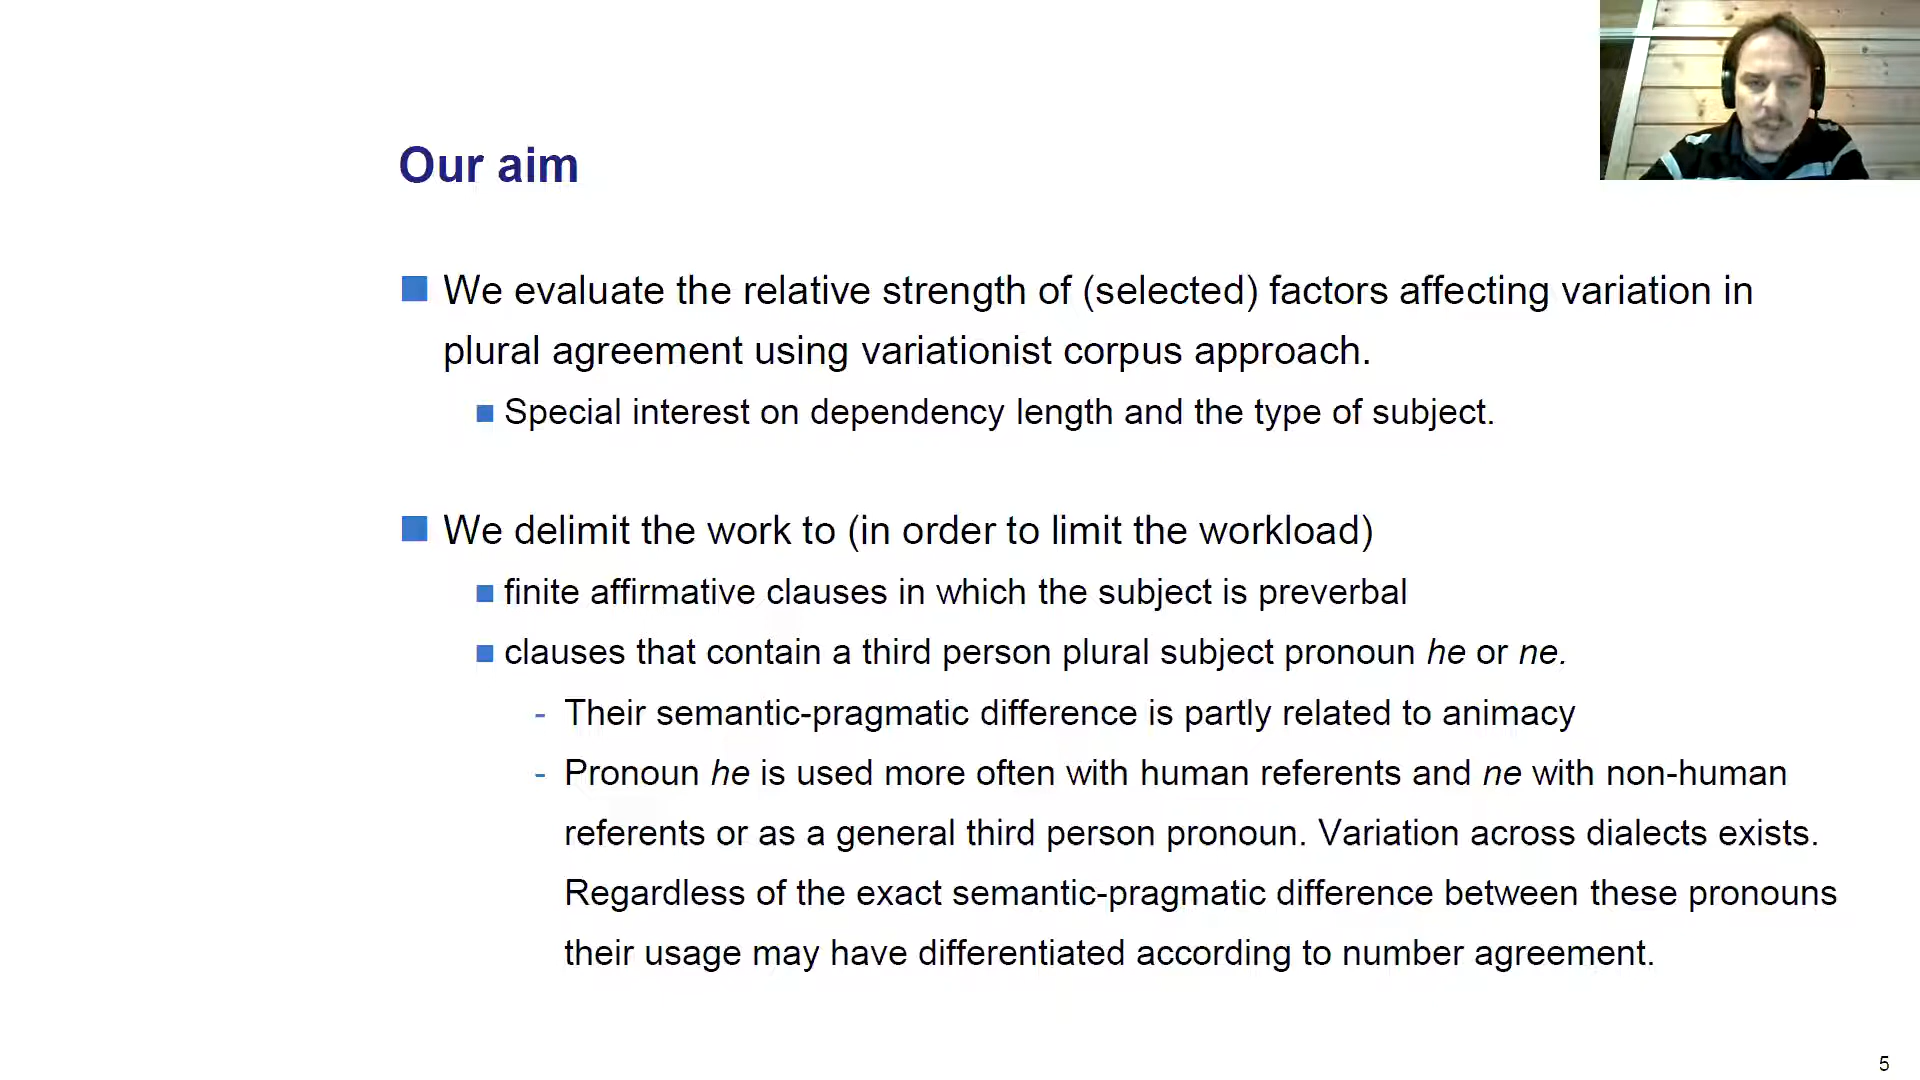 Our aim
We evaluate the relative strength of (selected) factors affecting variation in
plural agreement using variationist corpus approach.
Special interest on dependency length and the type of subject.
We delimit the work to (in order to limit the workload)
finite affirmative clauses in which the subject is preverbal
clauses that contain a third person plural subject pronoun he or ne.
- Their semantic-pragmatic difference is partly related to animacy
- Pronoun he is used more often with human referents and ne with non-human
referents or as a general third person pronoun. Variation across dialects exists.
Regardless of the exact semantic-pragmatic difference between these pronouns
their usage may have differentiated according to number agreement.
5